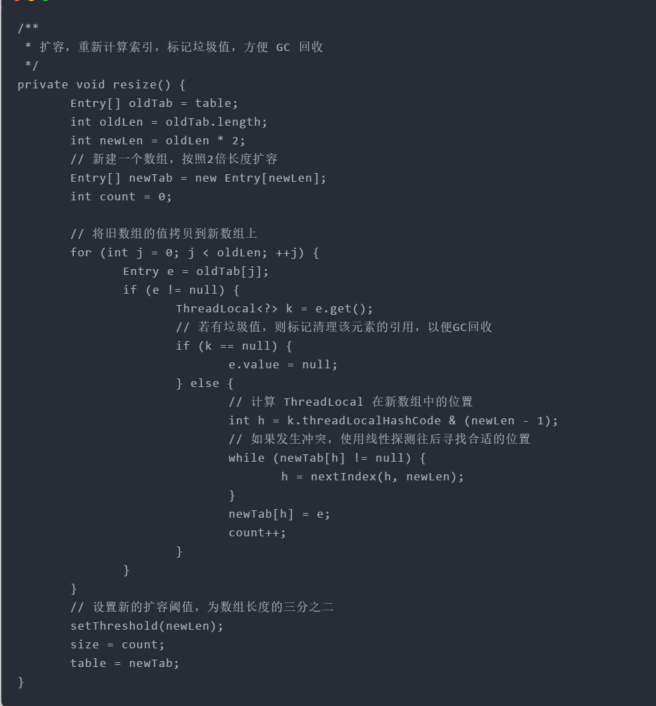 /**
 * 扩容，重新计算索引，标记垃圾值，方便 GC 回收
 */
private void resize() {
        Entry[] oldTab = table;
        int oldLen = oldTab.length;
        int newLen = oldLen * 2;
        // 新建一个数组，按照2倍长度扩容
        Entry[] newTab = new Entry[newLen];
        int count = 0;

        // 将旧数组的值拷贝到新数组上
        for (int j = 0; j < oldLen; ++j) {
                Entry e = oldTab[j];
                if (e != null) {
                        ThreadLocal<?> k = e.get();
                        // 若有垃圾值，则标记清理该元素的引用，以便GC回收
                        if (k == null) {
                                e.value = null;
                        } else {
                                // 计算 ThreadLocal 在新数组中的位置
                                int h = k.threadLocalHashCode & (newLen - 1);
                                // 如果发生冲突，使用线性探测往后寻找合适的位置
                                while (newTab[h] != null) {
                                        h = nextIndex(h, newLen);
                                }
                                newTab[h] = e;
                                count++;
                        }
                }
        }
        // 设置新的扩容阈值，为数组长度的三分之二
        setThreshold(newLen);
        size = count;
        table = newTab;
}